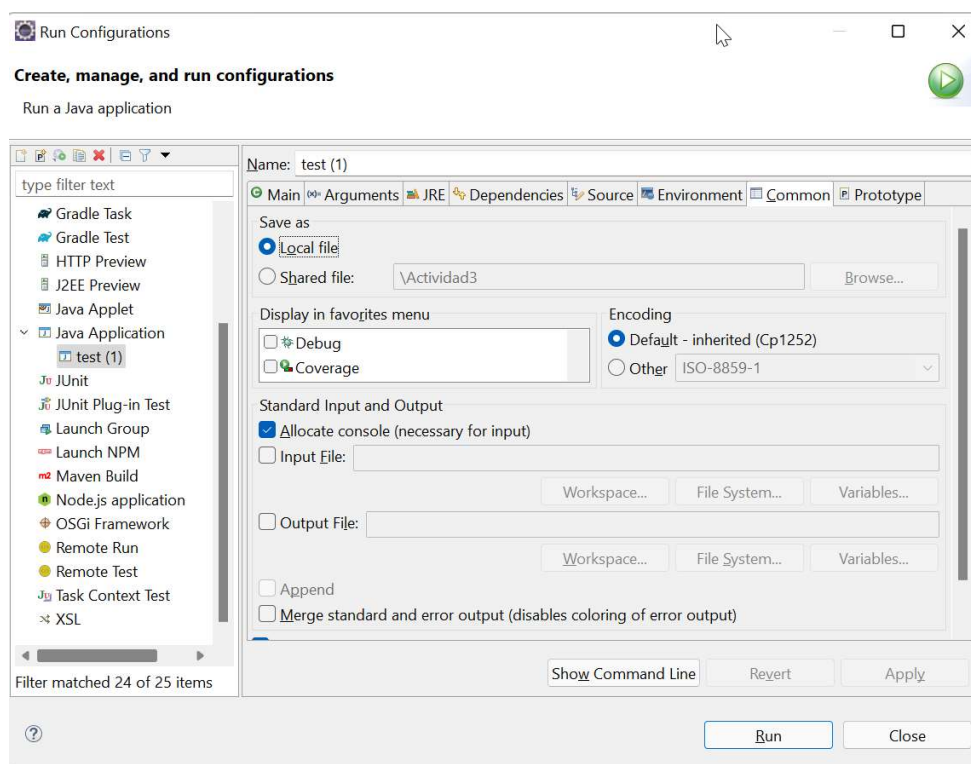 Run Configurations
Create, manage, and run configurations
Run a Java application
type filter text
Gradle Task
Gradle Test
HTTP Preview
J2EE Preview
Java Applet
Java Application
test (1)
JUnit
JUnit Plug-in Test
Launch Group
Launch NPM
Maven Build
Node.js application
OSGi Framework
Remote Run
Remote Test
Task Context Test
XSL
Filter matched 24 of 25 items
Name: test (1)
Main Arguments JRE Dependencies Source Environment Common Prototype
Save as
Local file
Shared file: \Actividad3 Browse...
Display in favorites menu
Debug
Coverage
Encoding
Default - inherited (Cp1252)
Other ISO-8859-1
Standard Input and Output
Allocate console (necessary for input)
Input File:
Workspace... File System... Variables...
Output File:
Workspace... File System... Variables...
Append
Merge standard and error output (disables coloring of error output)
Show Command Line Revert Apply
Run Close